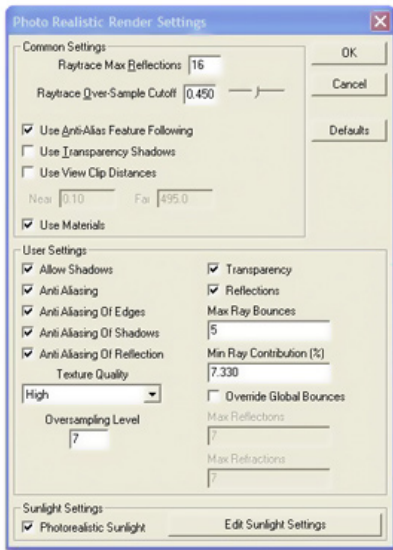 Photo Realistic Render Settings
Common Settings
Raytrace Max Reflections 16
OK
Raytrace Over-Sample Cutoff 0.450
Cancel
Use Anti-Alias Feature Following
Defaults
Use Transparency Shadows
Use View Clip Distances
Near 0.10 Far 495.0
Use Materials
User Settings
Allow Shadows
Transparency
Anti Aliasing
Reflections
Anti Aliasing Of Edges
Max Ray Bounces
Anti Aliasing Of Shadows
5
Anti Aliasing Of Reflection
Min Ray Contribution (%)
Texture Quality
7.330
High
Override Global Bounces
Oversampling Level
Max Reflections
7
7
Max Refractions
7
Sunlight Settings
Photorealistic Sunlight
Edit Sunlight Settings